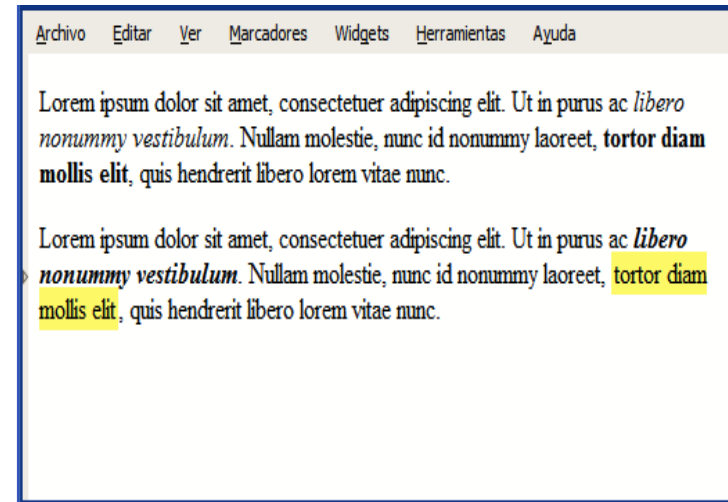 Archivo Editar Ver Marcadores Widgets Herramientas Ayuda
Lorem ipsum dolor sit amet, consectetuer adipiscing elit. Ut in purus ac libero
nonummy vestibulum. Nullam molestie, nunc id nonummy laoreet, tortor diam
mollis elit, quis hendrerit libero lorem vitae nunc.
Lorem ipsum dolor sit amet, consectetuer adipiscing elit. Ut in purus ac libero
nonummy vestibulum. Nullam molestie, nunc id nonummy laoreet, tortor diam
mollis elit, quis hendrerit libero lorem vitae nunc.